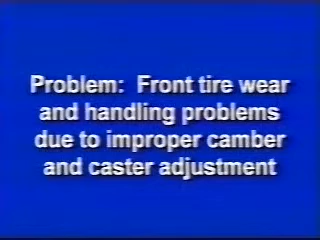 Problem:  Front tire wear
and handling problems
due to improper camber
and caster adjustment